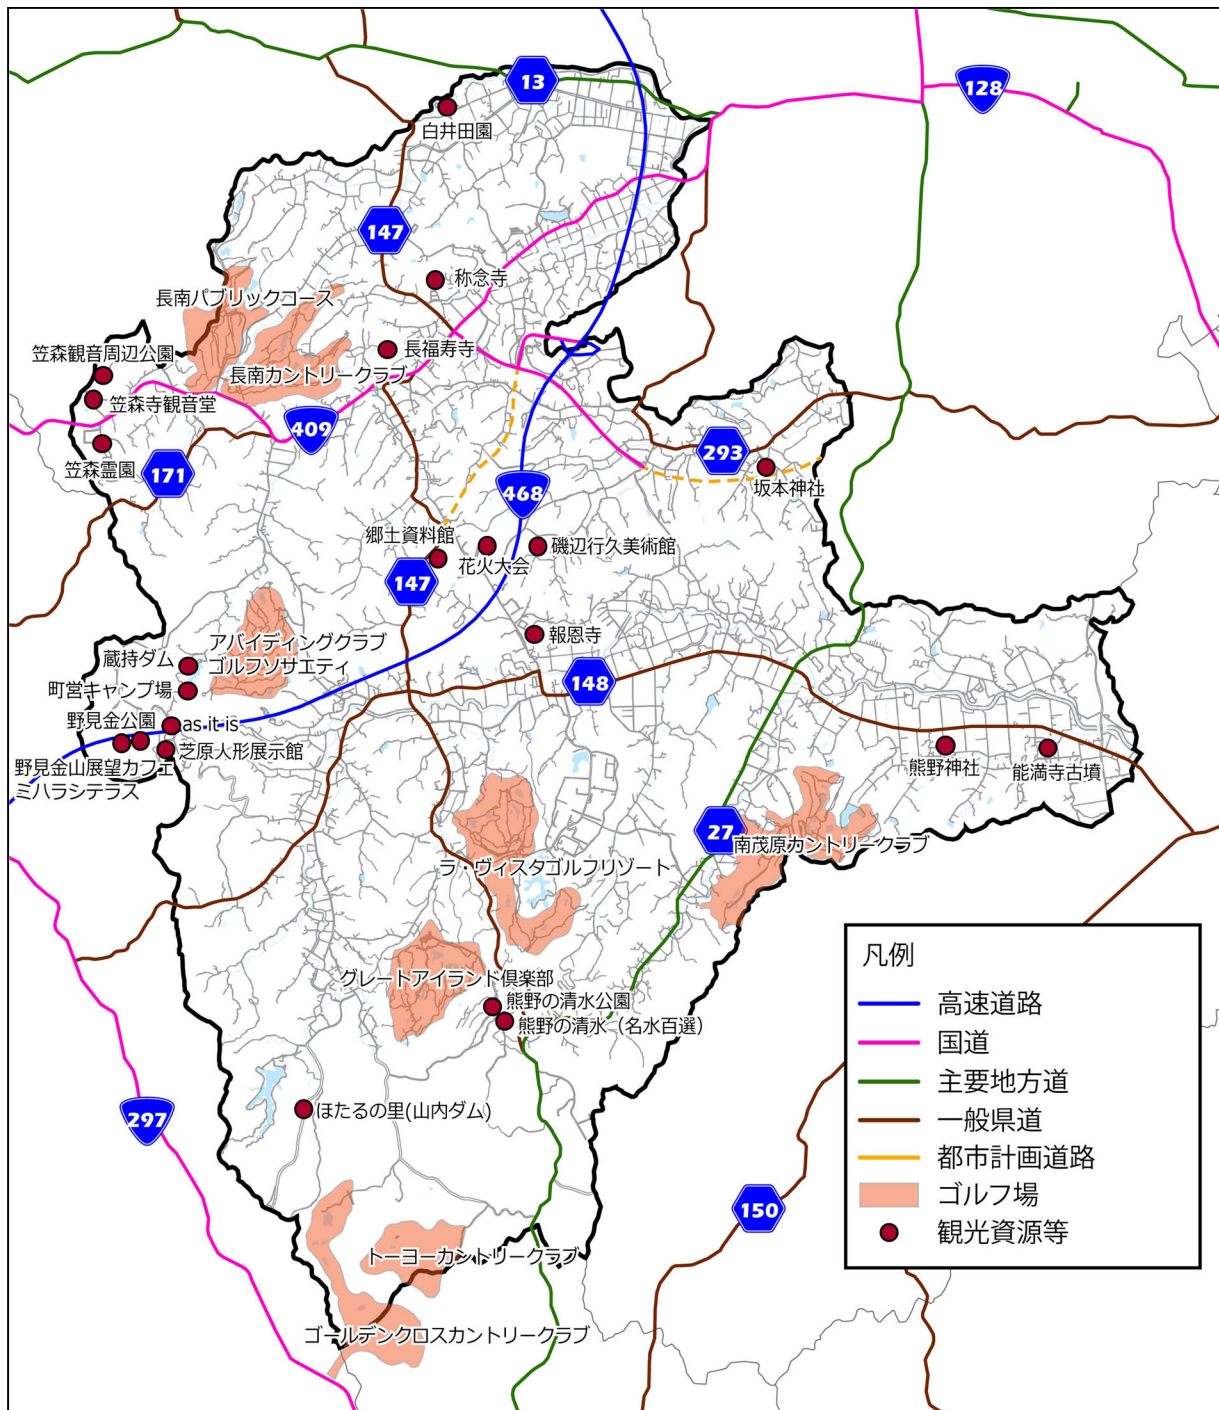 13
128
白井田園
147
称念寺
長南パブリックコース
笠森観音周辺公園
長福寿寺
長南カントリークラブ
笠森寺観音堂
409
293
笠森霊園
171
468
坂本神社
郷土資料館
花火大会
磯辺行久美術館
147
報恩寺
アバイディングクラブ
ゴルフソサエティ
蔵持ダム
148
町営キャンプ場
野見金公園
as it is
芝原人形展示館
野見金山展望カフェ
ミハラシテラス
熊野神社
能満寺古墳
27
南茂原カントリークラブ
ラ・ヴィスタゴルフリゾート
グレートアイランド倶楽部
熊野の清水公園
熊野の清水（名水百選）
297
ほたるの里(山内ダム)
150
トーヨーカントリークラブ
ゴールデンクロスカントリークラブ
凡例
高速道路
国道
主要地方道
一般県道
都市計画道路
ゴルフ場
観光資源等